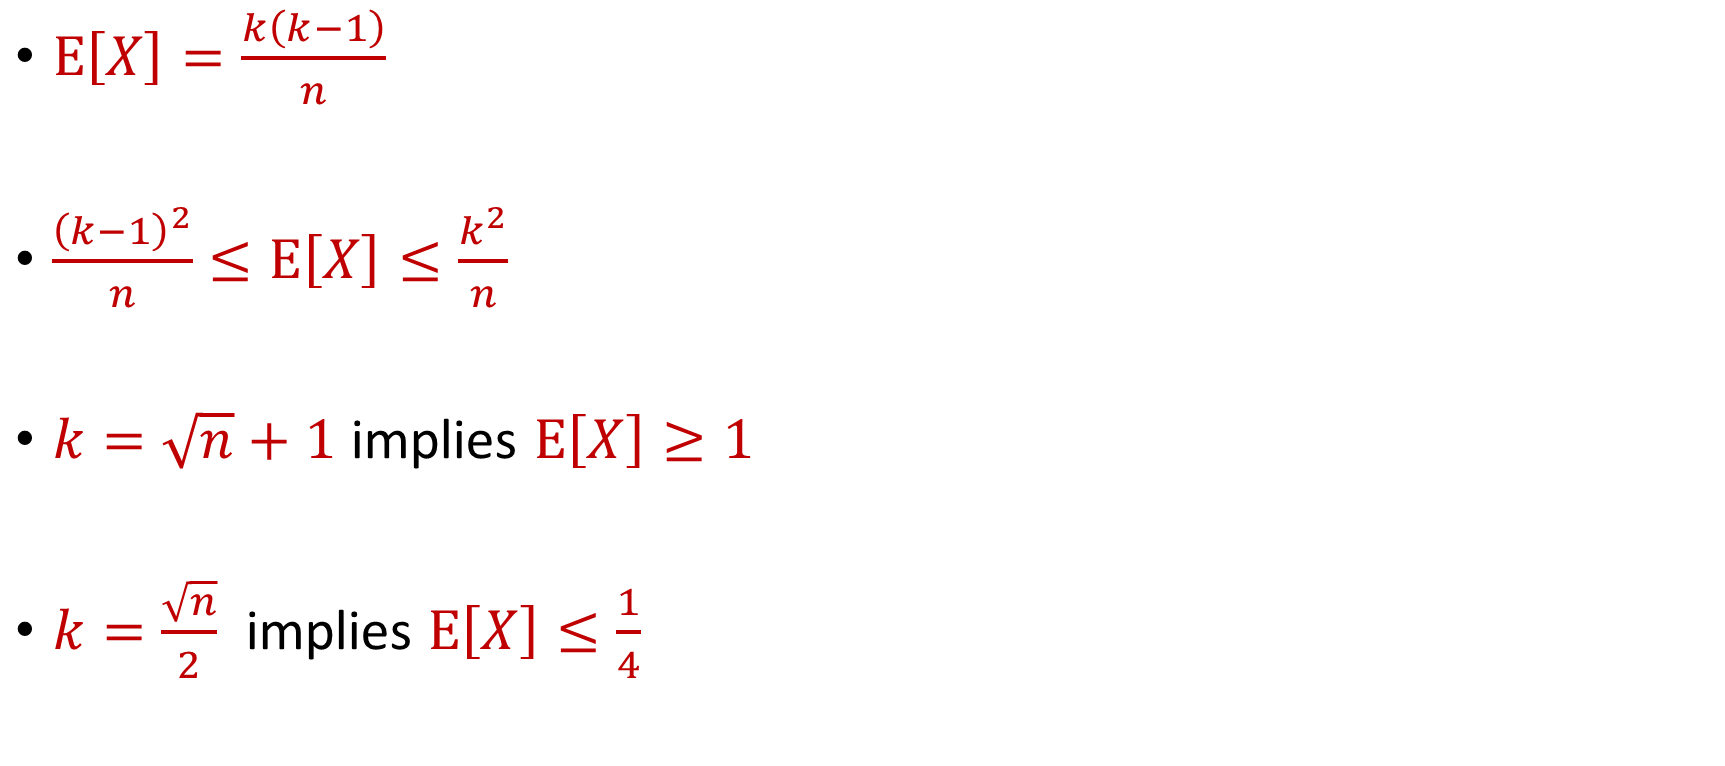 • E[X] = k(k−1)/n
• (k−1)²/n ≤ E[X] ≤ k²/n
• k = √n + 1 implies E[X] ≥ 1
• k = √n/2 implies E[X] ≤ 1/4